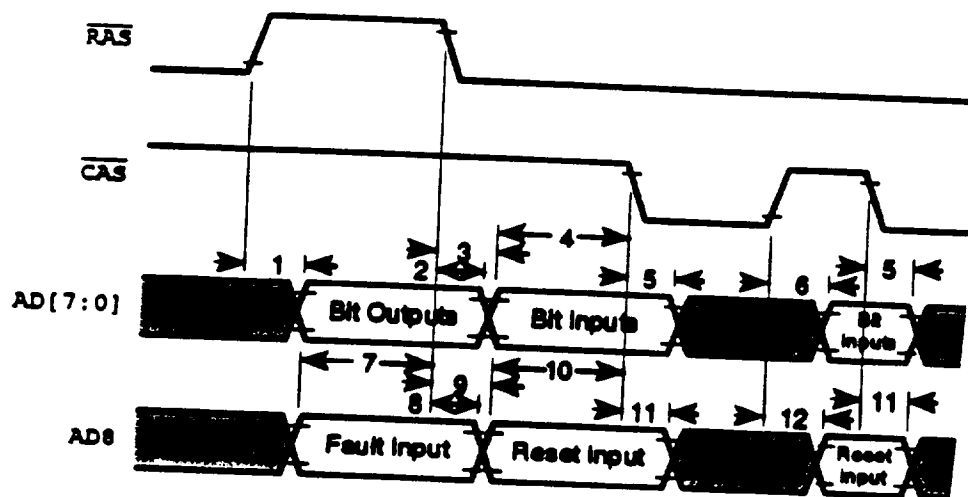 RAS
CAS
4
3
1
2
5
6
5
AD[7:0]
Bit Outputs
Bit Inputs
Bit
Inputs
7
9
10
8
11
12
11
AD8
Fault Input
Reset Input
Reset
Input